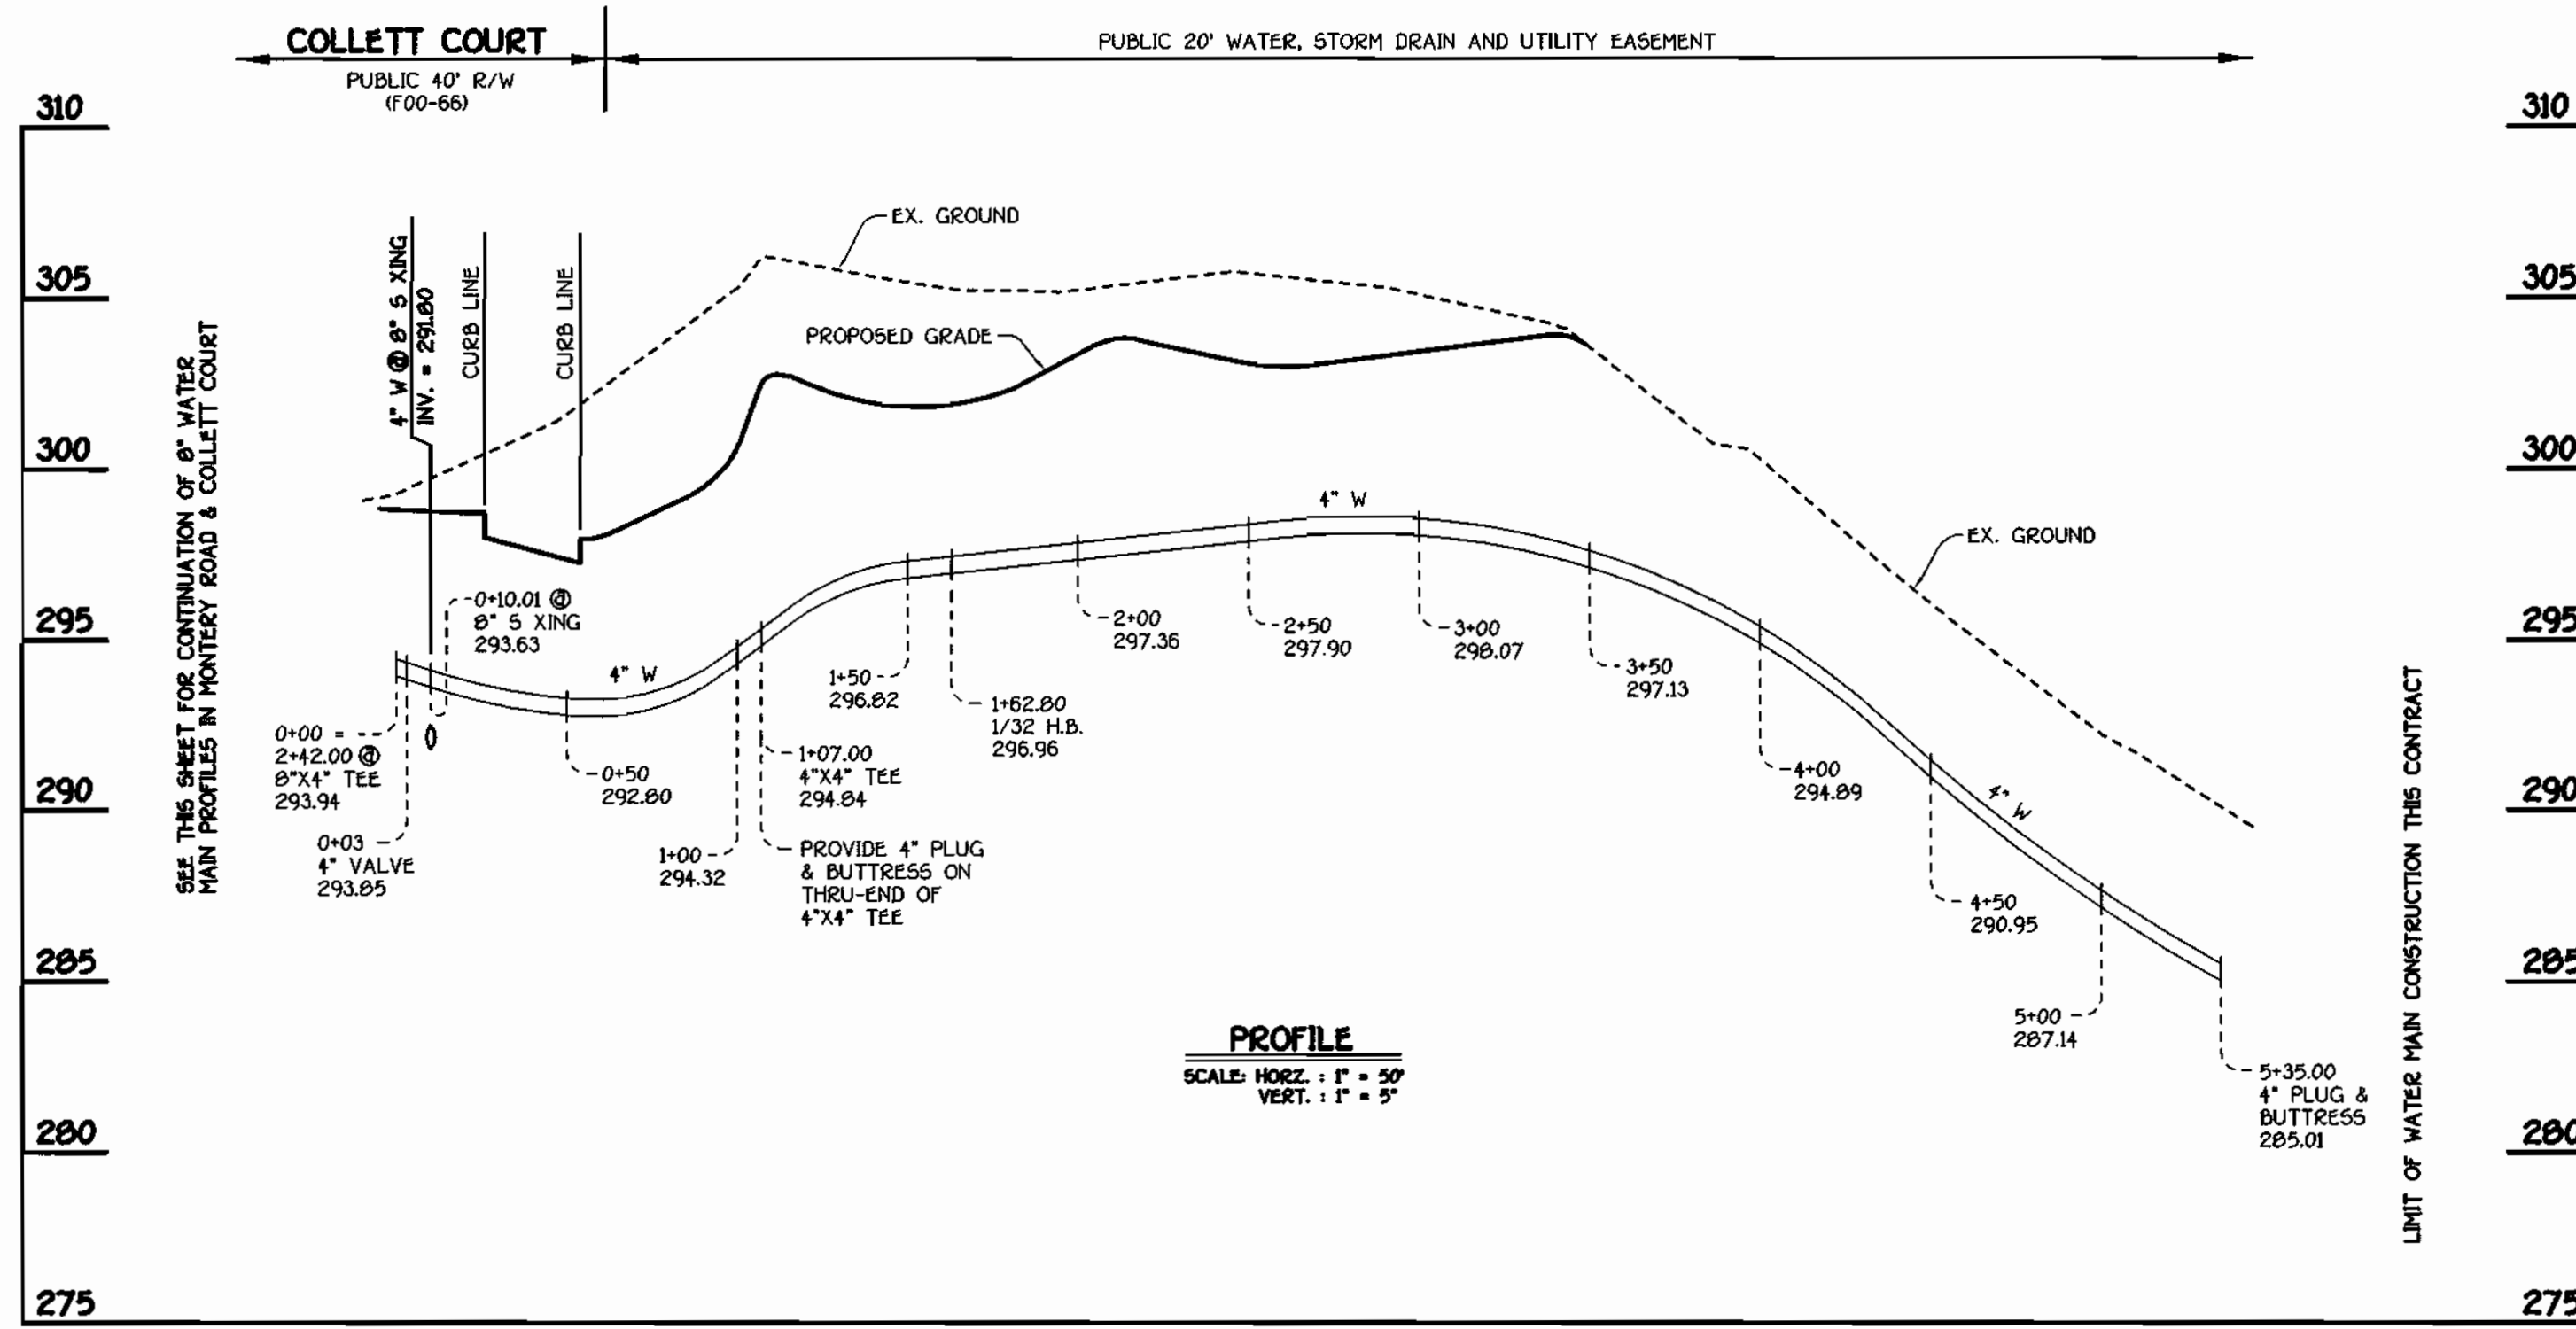 COLLETT COURT
PUBLIC 40' R/W
(F00-66)
PUBLIC 20' WATER, STORM DRAIN AND UTILITY EASEMENT
310
305
300
295
290
285
280
275
310
305
300
295
290
285
280
275
SEE THIS SHEET FOR CONTINUATION OF 8" WATER
MAIN PROFILES IN MONTERY ROAD & COLLETT COURT
4" W @ 8" S XING
INV. = 291.80
CURB LINE
CURB LINE
EX. GROUND
PROPOSED GRADE
4" W
4" W
EX. GROUND
4" W
0+00 =
2+42.00 @
8"X4" TEE
293.94
0+03
4" VALVE
293.85
0+10.01 @
8" S XING
293.63
0+50
292.80
1+00
294.32
1+07.00
4"X4" TEE
294.84
PROVIDE 4" PLUG
& BUTTRESS ON
THRU-END OF
4"X4" TEE
1+50
296.82
1+62.80
1/32 H.B.
296.96
2+00
297.36
2+50
297.90
3+00
298.07
3+50
297.13
4+00
294.89
4+50
290.95
5+00
287.14
5+35.00
4" PLUG &
BUTTRESS
285.01
LIMIT OF WATER MAIN CONSTRUCTION THIS CONTRACT
PROFILE
SCALE: HORZ. : 1" = 50'
VERT. : 1" = 5'